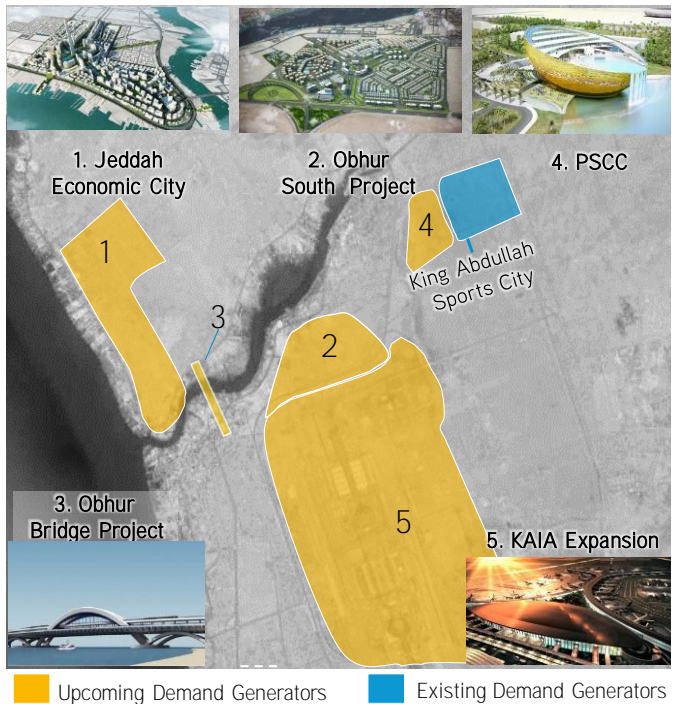 1. Jeddah
Economic City
2. Obhur
South Project
4. PSCC
1
4
King Abdullah
Sports City
3
2
5
3. Obhur
Bridge Project
5. KAIA Expansion
Upcoming Demand Generators
Existing Demand Generators